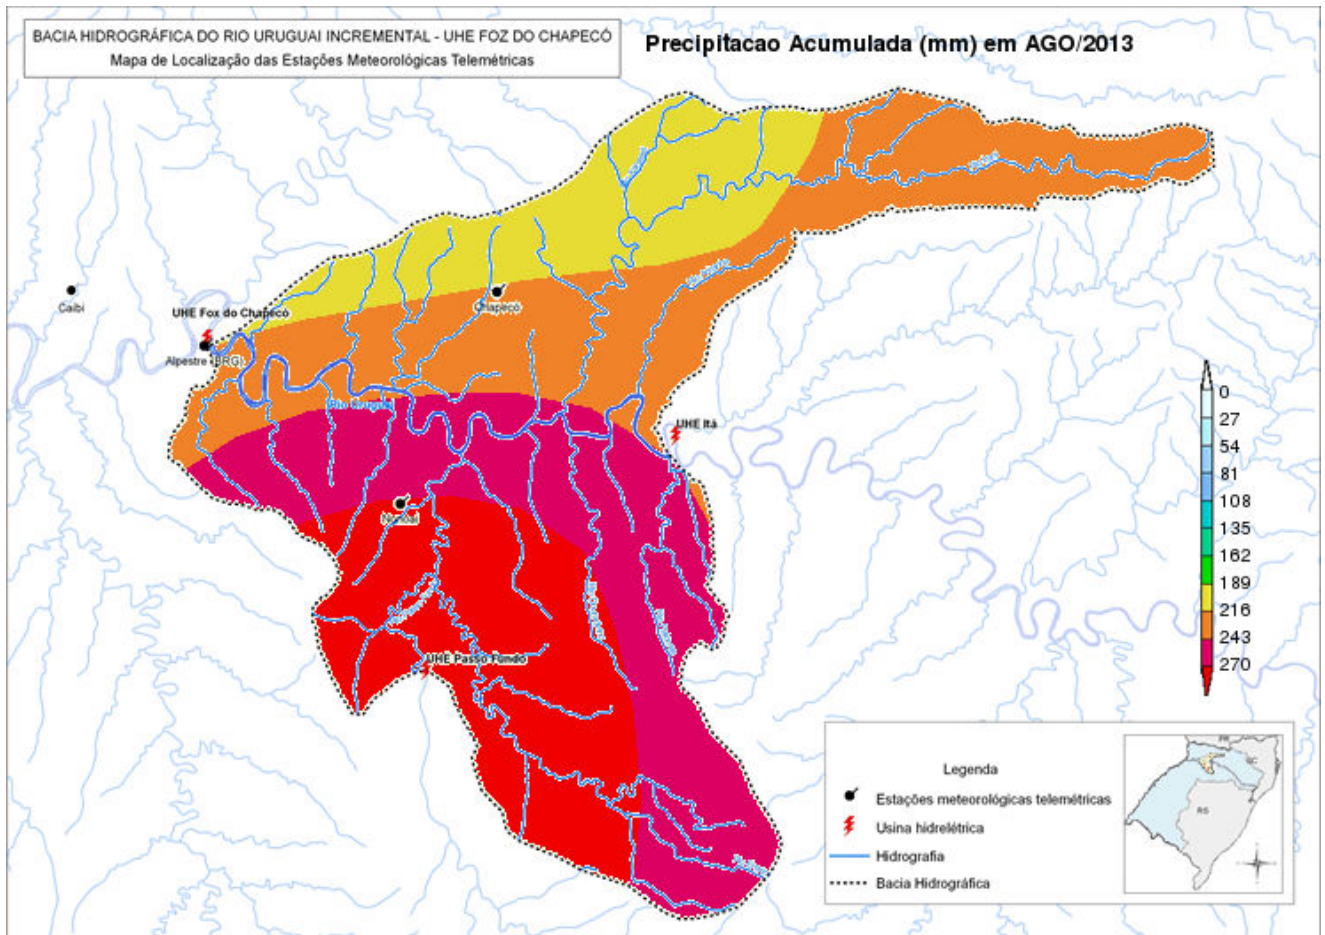 BACIA HIDROGRÁFICA DO RIO URUGUAI INCREMENTAL - UHE FOZ DO CHAPECÓ
Mapa de Localização das Estações Meteorológicas Telemétricas
Precipitacao Acumulada (mm) em AGO/2013
Caibi
UHE Fox do Chapecó
Alpestre (BRG)
Chapecó
Rio Uruguai
UHE Itá
Nonoai
UHE Passo Fundo
0
27
54
81
108
135
162
189
216
243
270
Legenda
Estações meteorológicas telemétricas
Usina hidrelétrica
Hidrografia
Bacia Hidrográfica
PR
SC
RS